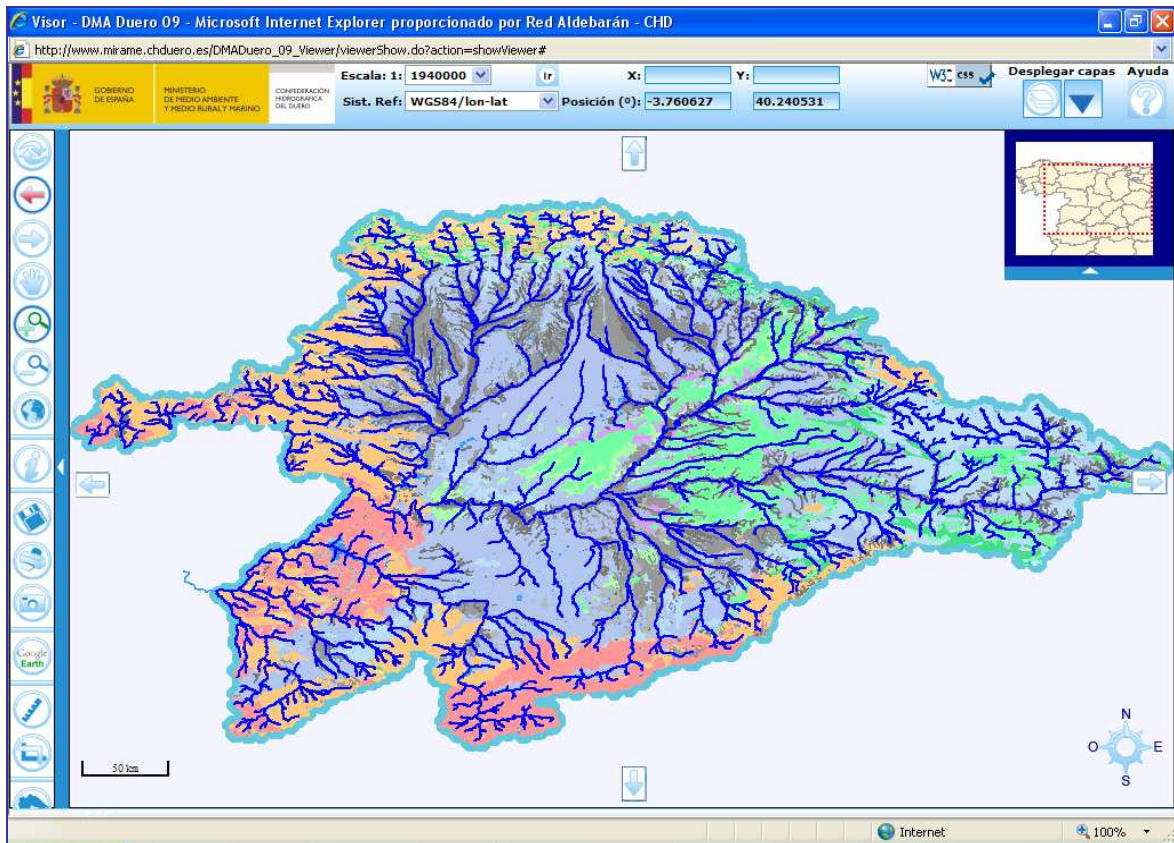 Visor - DMA Duero 09 - Microsoft Internet Explorer proporcionado por Red Aldebarán - CHD
http://www.mirame.chduero.es/DMADuero_09_Viewer/viewerShow.do?action=showViewer#
GOBIERNO DE ESPAÑA
MINISTERIO DE MEDIO AMBIENTE Y MEDIO RURAL Y MARINO
CONFEDERACIÓN HIDROGRÁFICA DEL DUERO
Escala: 1: 1940000 Ir X: Y:
Sist. Ref: WGS84/lon-lat Posición (º): -3.760627 40.240531
W3C css
Desplegar capas Ayuda
Google Earth
50 km
N
O E
S
Internet 100%